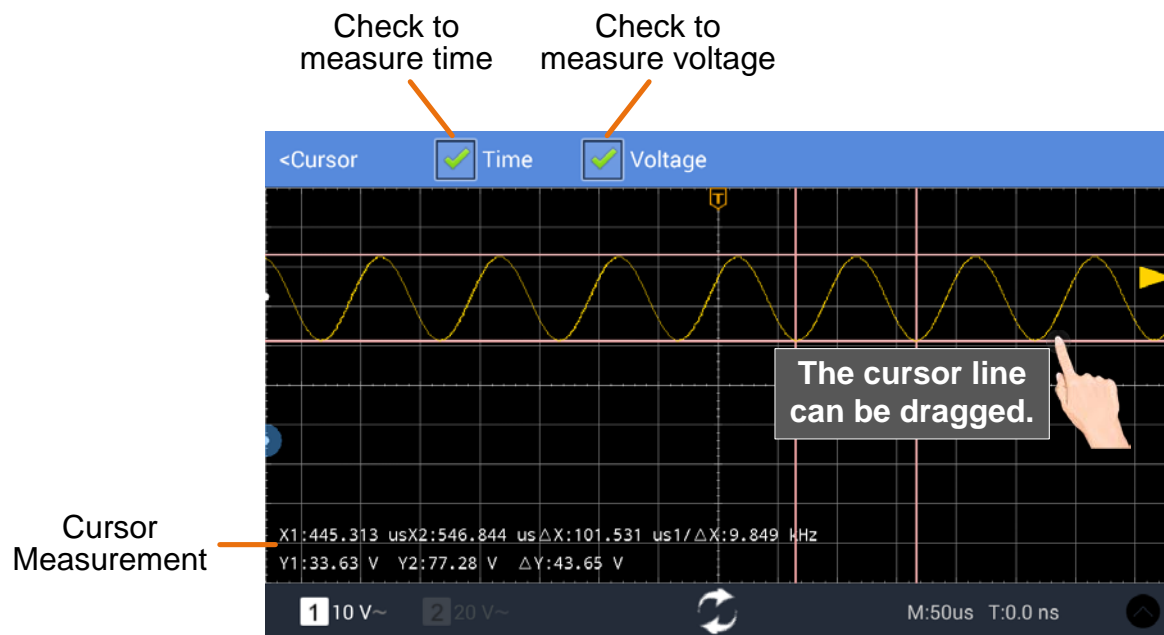 Check to
measure time
Check to
measure voltage
<Cursor
Time
Voltage
T
The cursor line
can be dragged.
Cursor
Measurement
X1:445.313 usX2:546.844 us△X:101.531 us1/△X:9.849 kHz
Y1:33.63 V Y2:77.28 V △Y:43.65 V
1 10 V~
2 20 V~
M:50us T:0.0 ns